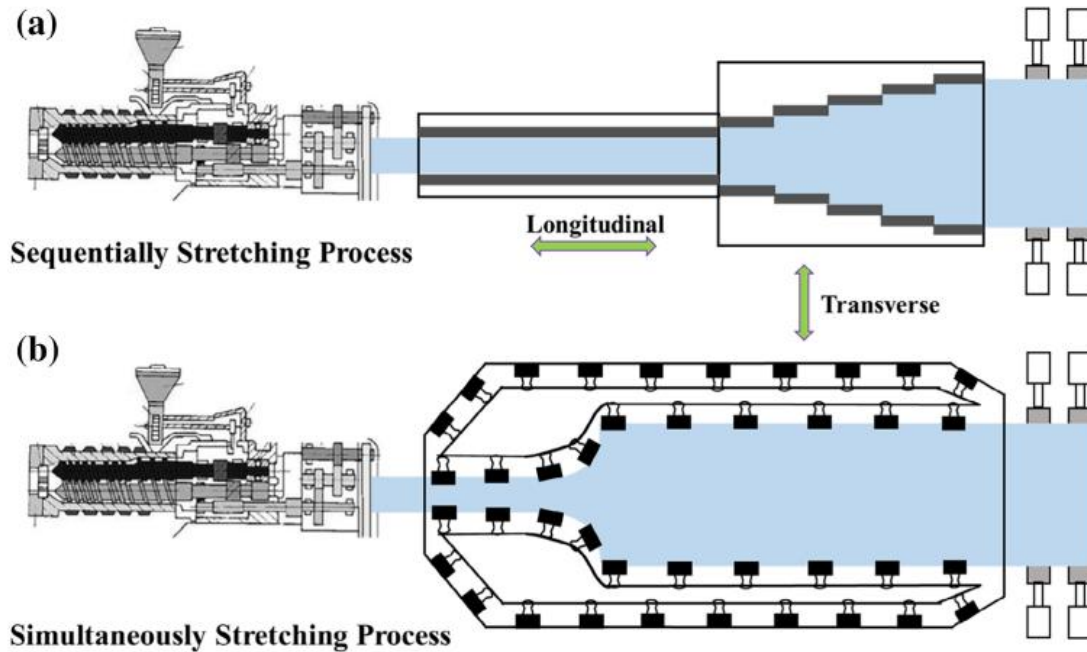 (a)
Longitudinal
Sequentially Stretching Process
Transverse
(b)
Simultaneously Stretching Process